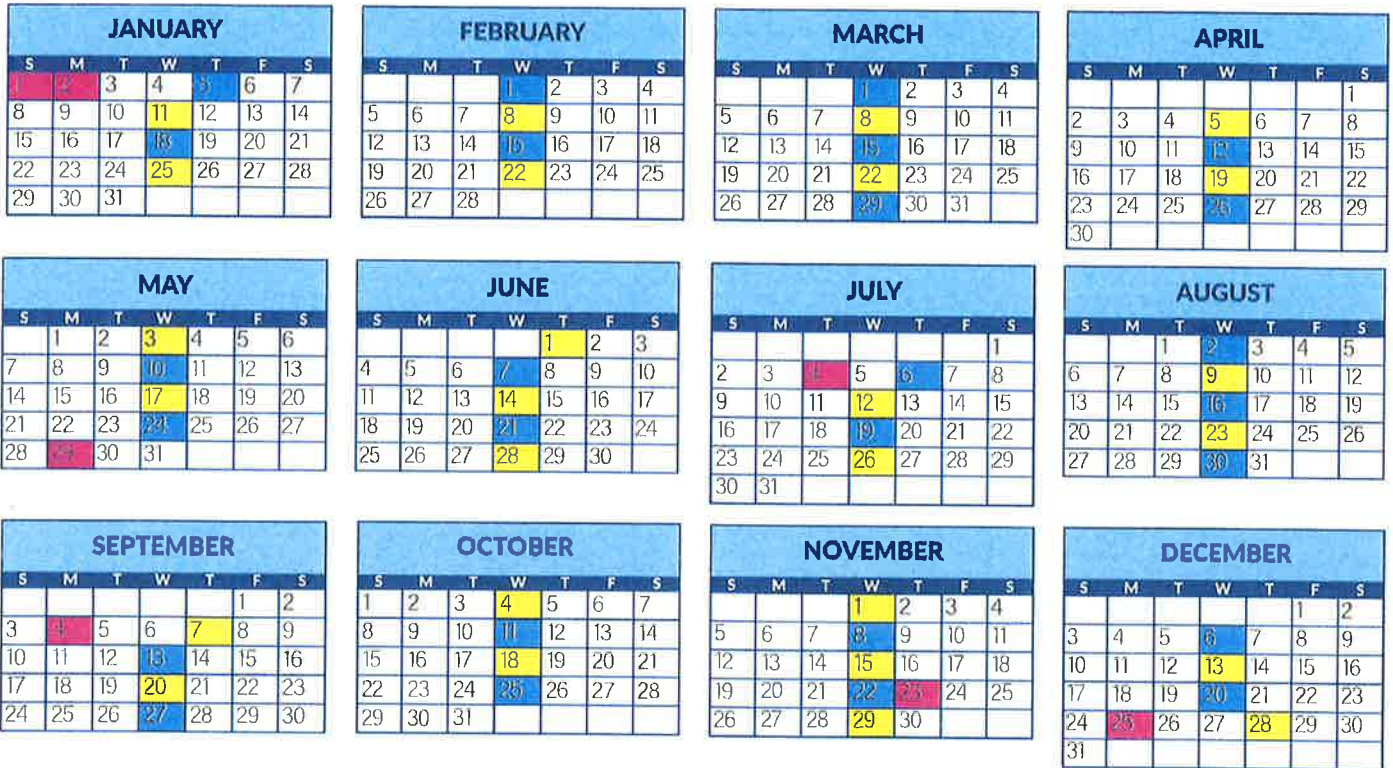 JANUARY
S M T W T F S
1 2 3 4 5 6 7
8 9 10 11 12 13 14
15 16 17 18 19 20 21
22 23 24 25 26 27 28
29 30 31
FEBRUARY
S M T W T F S
1 2 3 4
5 6 7 8 9 10 11
12 13 14 15 16 17 18
19 20 21 22 23 24 25
26 27 28
MARCH
S M T W T F S
1 2 3 4
5 6 7 8 9 10 11
12 13 14 15 16 17 18
19 20 21 22 23 24 25
26 27 28 29 30 31
APRIL
S M T W T F S
1
2 3 4 5 6 7 8
9 10 11 12 13 14 15
16 17 18 19 20 21 22
23 24 25 26 27 28 29
30
MAY
S M T W T F S
1 2 3 4 5 6
7 8 9 10 11 12 13
14 15 16 17 18 19 20
21 22 23 24 25 26 27
28 29 30 31
JUNE
S M T W T F S
1 2 3
4 5 6 7 8 9 10
11 12 13 14 15 16 17
18 19 20 21 22 23 24
25 26 27 28 29 30
JULY
S M T W T F S
1
2 3 4 5 6 7 8
9 10 11 12 13 14 15
16 17 18 19 20 21 22
23 24 25 26 27 28 29
30 31
AUGUST
S M T W T F S
1 2 3 4 5
6 7 8 9 10 11 12
13 14 15 16 17 18 19
20 21 22 23 24 25 26
27 28 29 30 31
SEPTEMBER
S M T W T F S
1 2
3 4 5 6 7 8 9
10 11 12 13 14 15 16
17 18 19 20 21 22 23
24 25 26 27 28 29 30
OCTOBER
S M T W T F S
1 2 3 4 5 6 7
8 9 10 11 12 13 14
15 16 17 18 19 20 21
22 23 24 25 26 27 28
29 30 31
NOVEMBER
S M T W T F S
1 2 3 4
5 6 7 8 9 10 11
12 13 14 15 16 17 18
19 20 21 22 23 24 25
26 27 28 29 30
DECEMBER
S M T W T F S
1 2
3 4 5 6 7 8 9
10 11 12 13 14 15 16
17 18 19 20 21 22 23
24 25 26 27 28 29 30
31